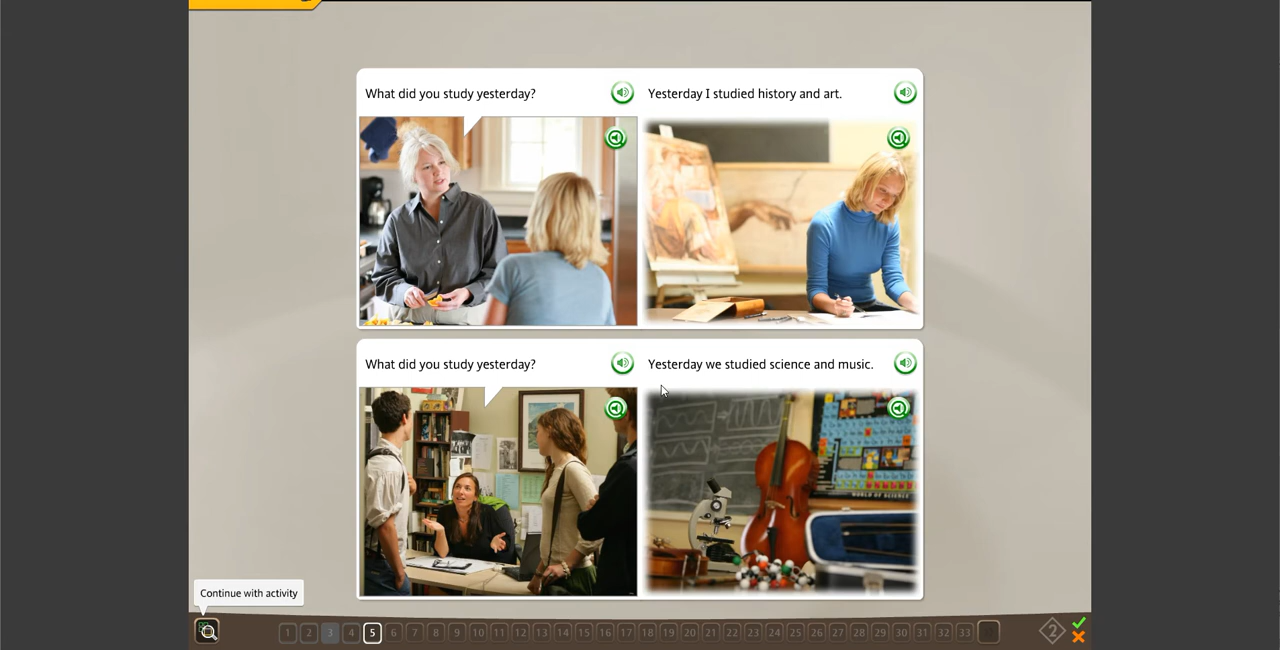 What did you study yesterday?
Yesterday I studied history and art.
What did you study yesterday?
Yesterday we studied science and music.
WORLD OF SCIENCE
Continue with activity
1 2 3 4 5 6 7 8 9 10 11 12 13 14 15 16 17 18 19 20 21 22 23 24 25 26 27 28 29 30 31 32 33
2